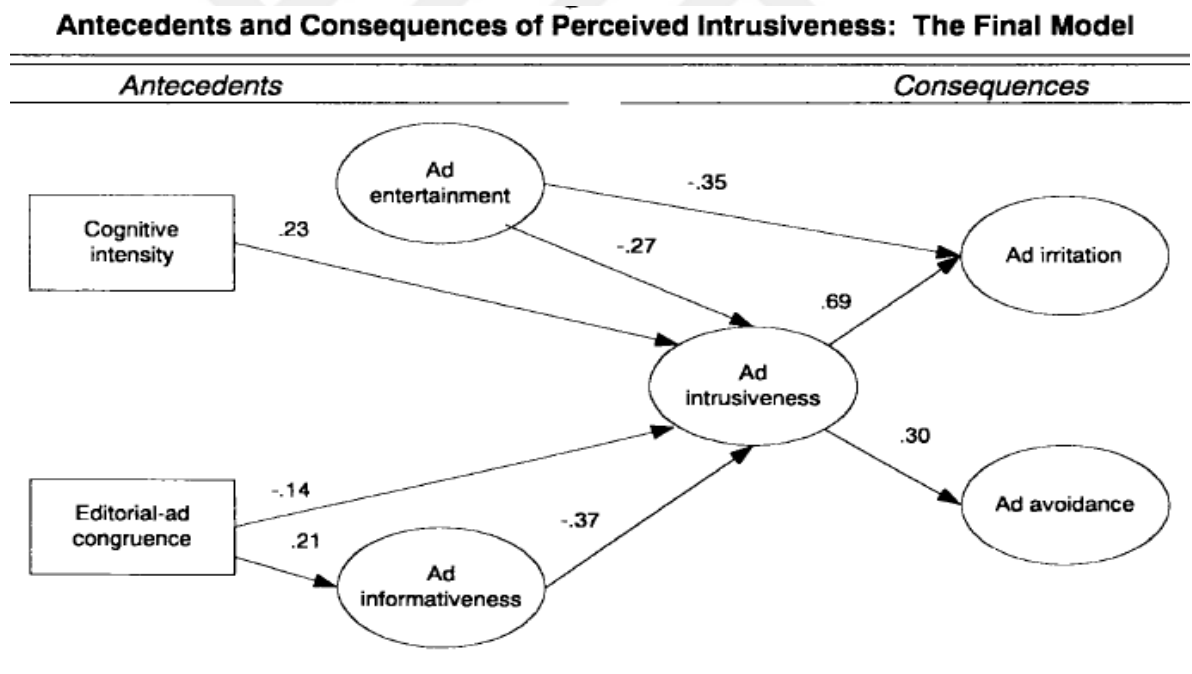 Antecedents and Consequences of Perceived Intrusiveness: The Final Model
Antecedents
Consequences
Ad
entertainment
-.35
Cognitive
intensity
.23
-.27
Ad irritation
.69
Ad
intrusiveness
.30
Editorial-ad
congruence
-.14
.21
-.37
Ad avoidance
Ad
informativeness